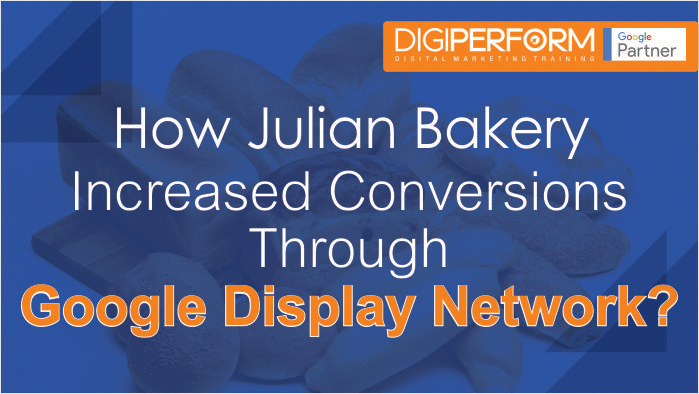 DIGIPERFORM
DIGITAL MARKETING TRAINING
Google
Partner
How Julian Bakery
Increased Conversions
Through
Google Display Network?